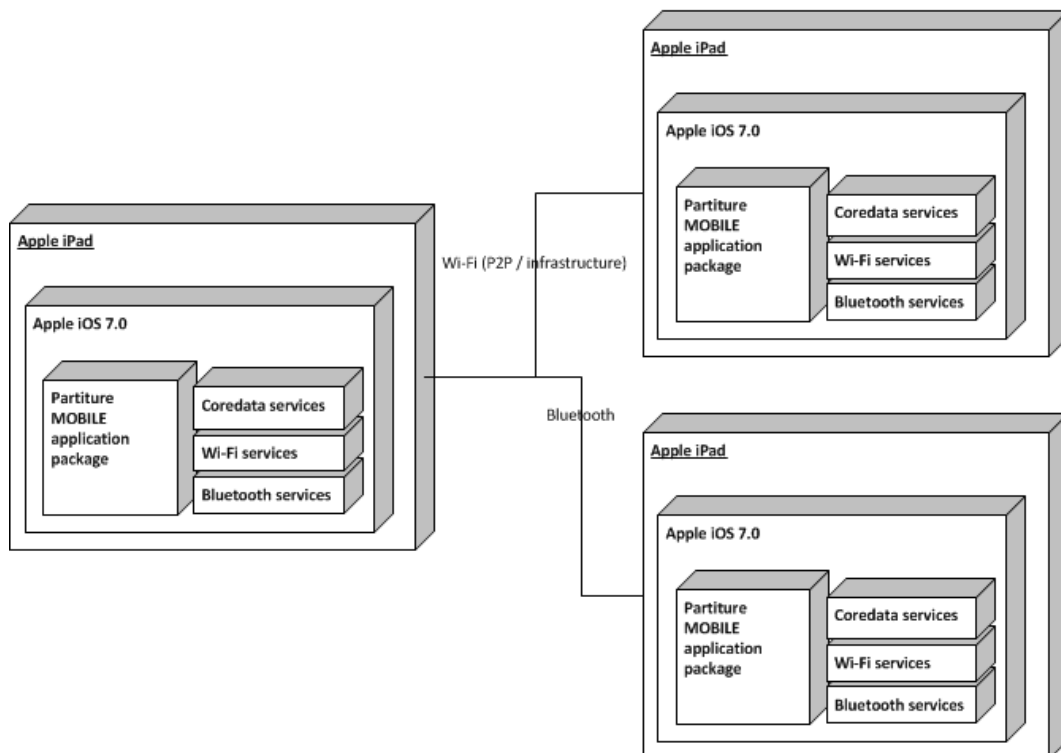 Apple iPad
Apple iOS 7.0
Partiture
MOBILE
application
package
Coredata services
Wi-Fi services
Bluetooth services
Wi-Fi (P2P / infrastructure)
Bluetooth
Apple iPad
Apple iOS 7.0
Partiture
MOBILE
application
package
Coredata services
Wi-Fi services
Bluetooth services
Apple iPad
Apple iOS 7.0
Partiture
MOBILE
application
package
Coredata services
Wi-Fi services
Bluetooth services